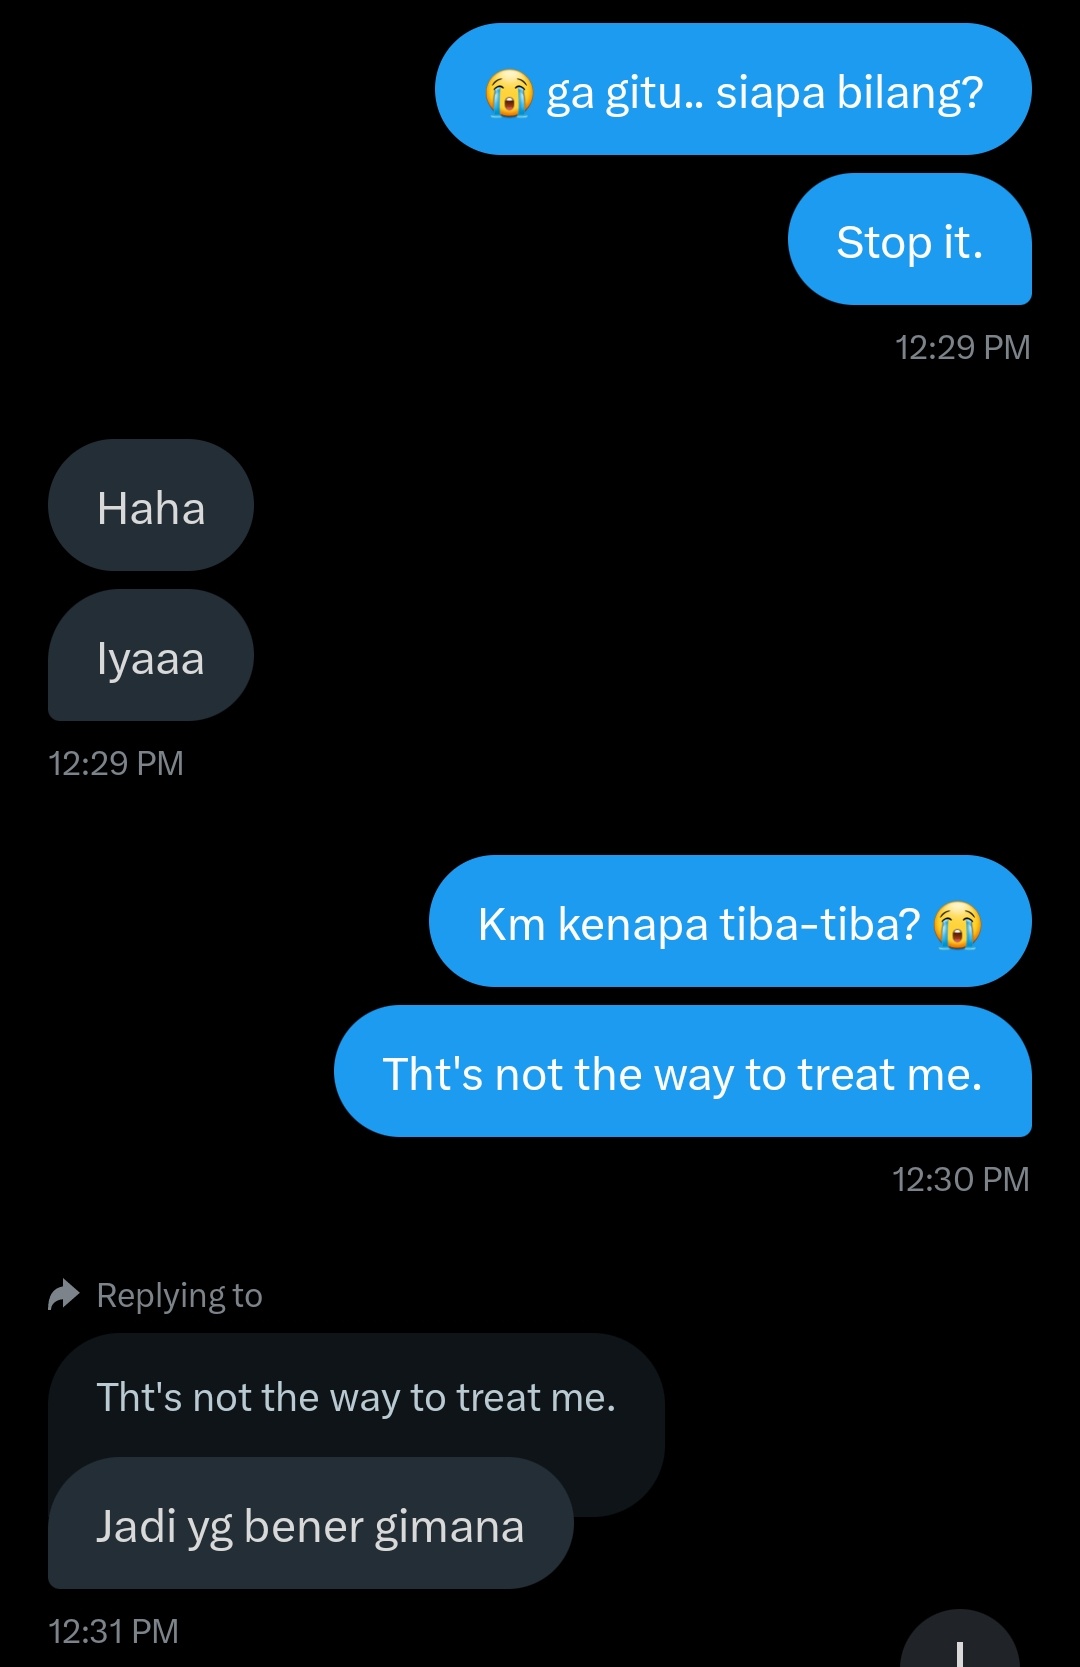 😭 ga gitu.. siapa bilang?
Stop it.
12:29 PM
Haha
Iyaaa
12:29 PM
Km kenapa tiba-tiba? 😭
Tht's not the way to treat me.
12:30 PM
Replying to
Tht's not the way to treat me.
Jadi yg bener gimana
12:31 PM